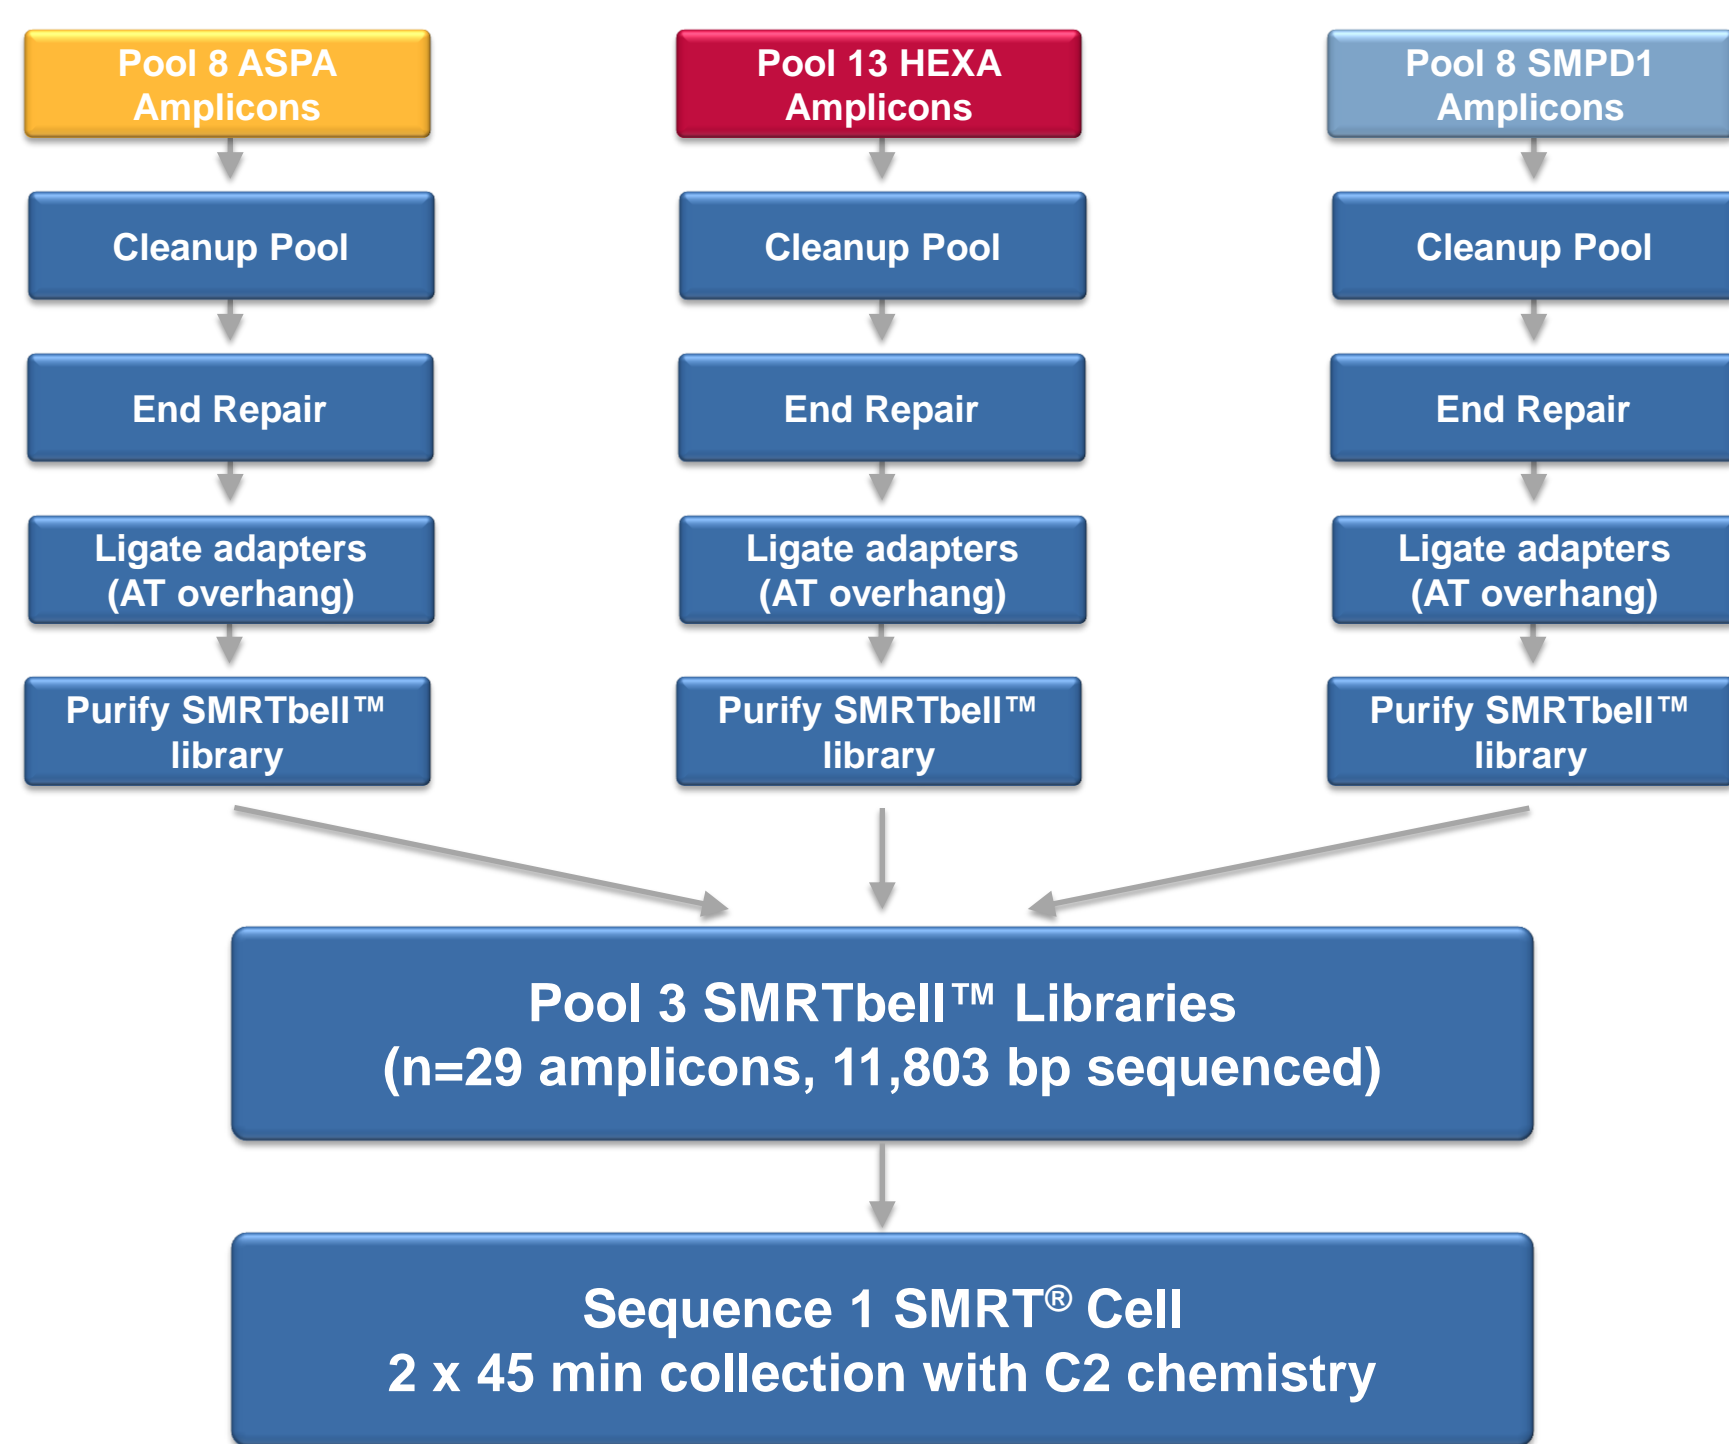 Pool 8 ASPA
Amplicons
Pool 13 HEXA
Amplicons
Pool 8 SMPD1
Amplicons
Cleanup Pool
Cleanup Pool
Cleanup Pool
End Repair
End Repair
End Repair
Ligate adapters
(AT overhang)
Ligate adapters
(AT overhang)
Ligate adapters
(AT overhang)
Purify SMRTbell™
library
Purify SMRTbell™
library
Purify SMRTbell™
library
Pool 3 SMRTbell™ Libraries
(n=29 amplicons, 11,803 bp sequenced)
Sequence 1 SMRT® Cell
2 x 45 min collection with C2 chemistry